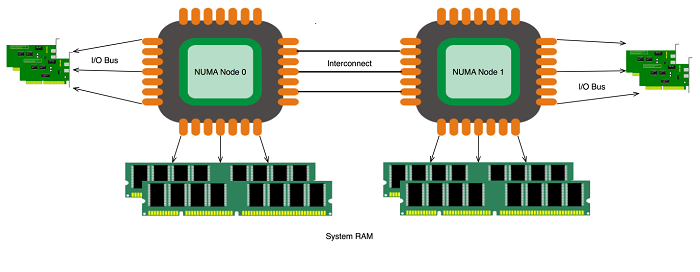 I/O Bus
NUMA Node 0
Interconnect
NUMA Node 1
I/O Bus
System RAM